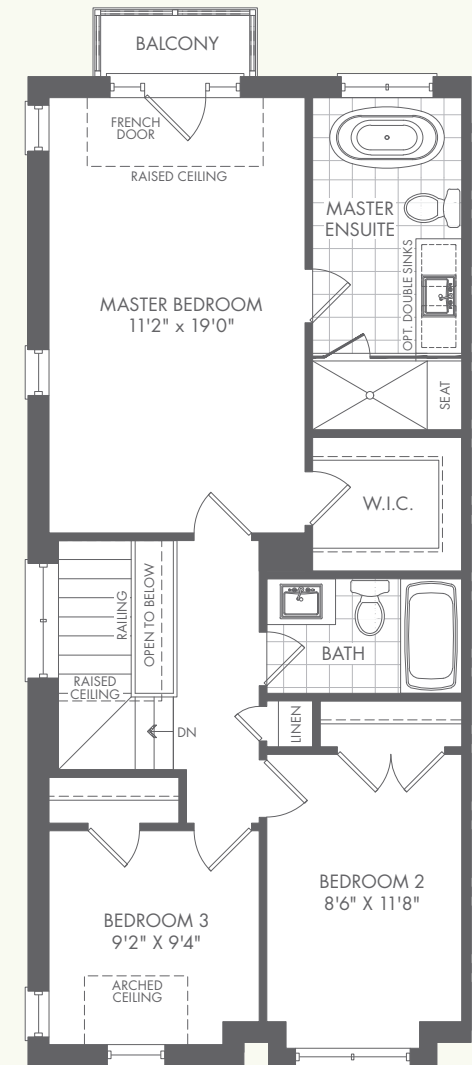 BALCONY
FRENCH
DOOR
RAISED CEILING
MASTER
ENSUITE
OPT. DOUBLE SINKS
MASTER BEDROOM
11'2" x 19'0"
SEAT
W.I.C.
RAILING
OPEN TO BELOW
RAISED
CEILING
DN
BATH
LINEN
BEDROOM 2
8'6" X 11'8"
BEDROOM 3
9'2" X 9'4"
ARCHED
CEILING